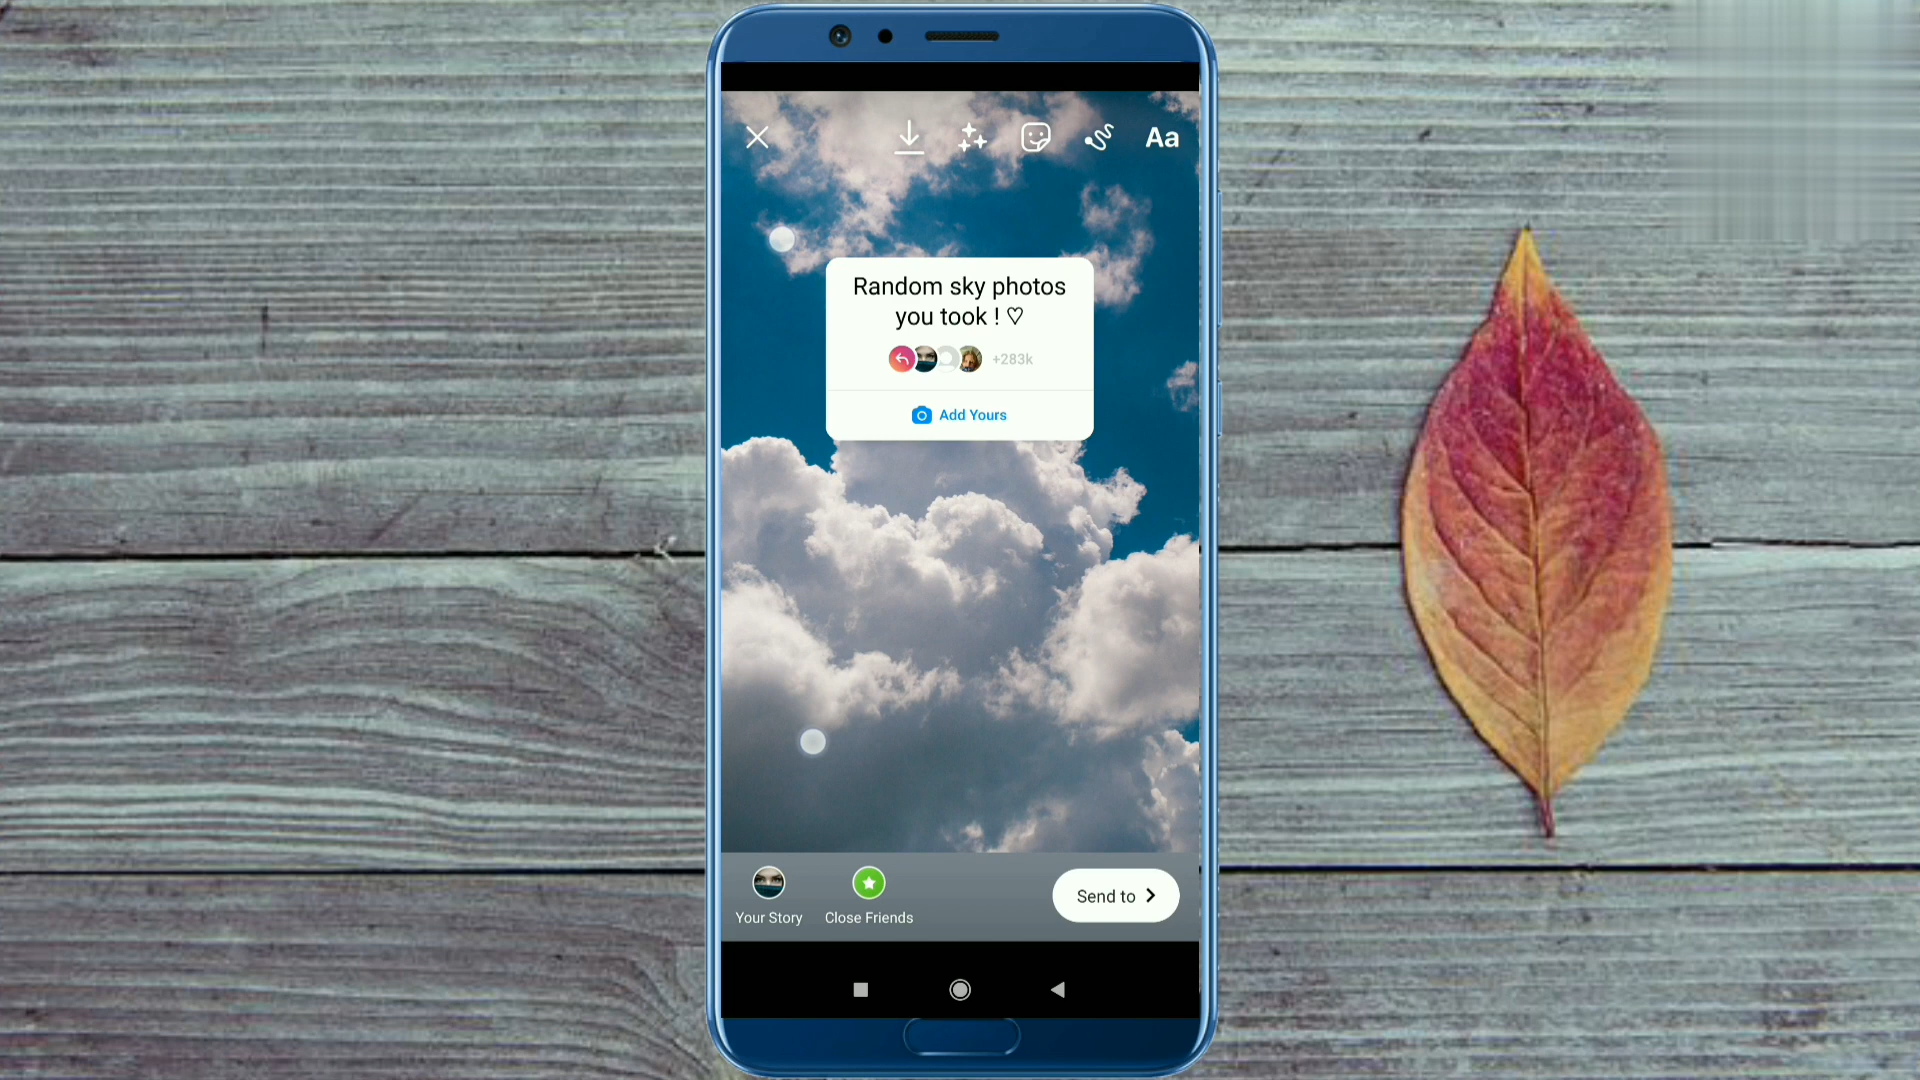 Aa
Random sky photos
you took ! ♡
+283k
Add Yours
Your Story
Close Friends
Send to